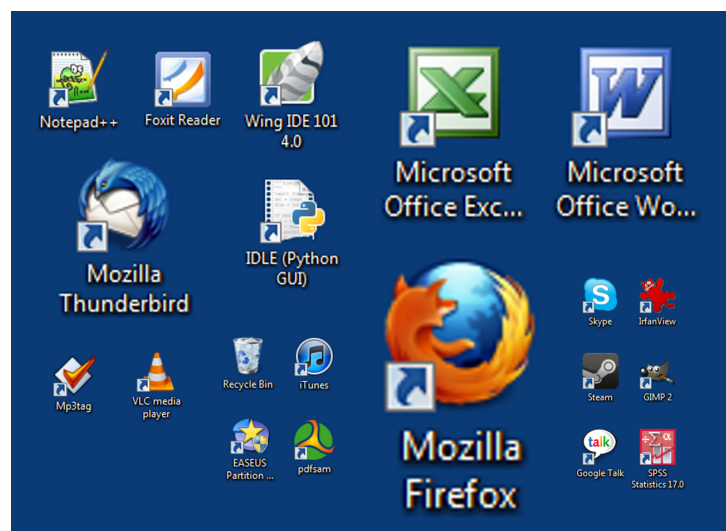 Notepad++
Foxit Reader
Wing IDE 101
4.0
Microsoft
Office Exc...
Microsoft
Office Wo...
Mozilla
Thunderbird
IDLE (Python
GUI)
Skype
IrfanView
Mp3tag
VLC media
player
Recycle Bin
iTunes
Steam
GIMP 2
EASEUS
Partition ...
pdfsam
Mozilla
Firefox
talk
Google Talk
SPSS
Statistics 17.0